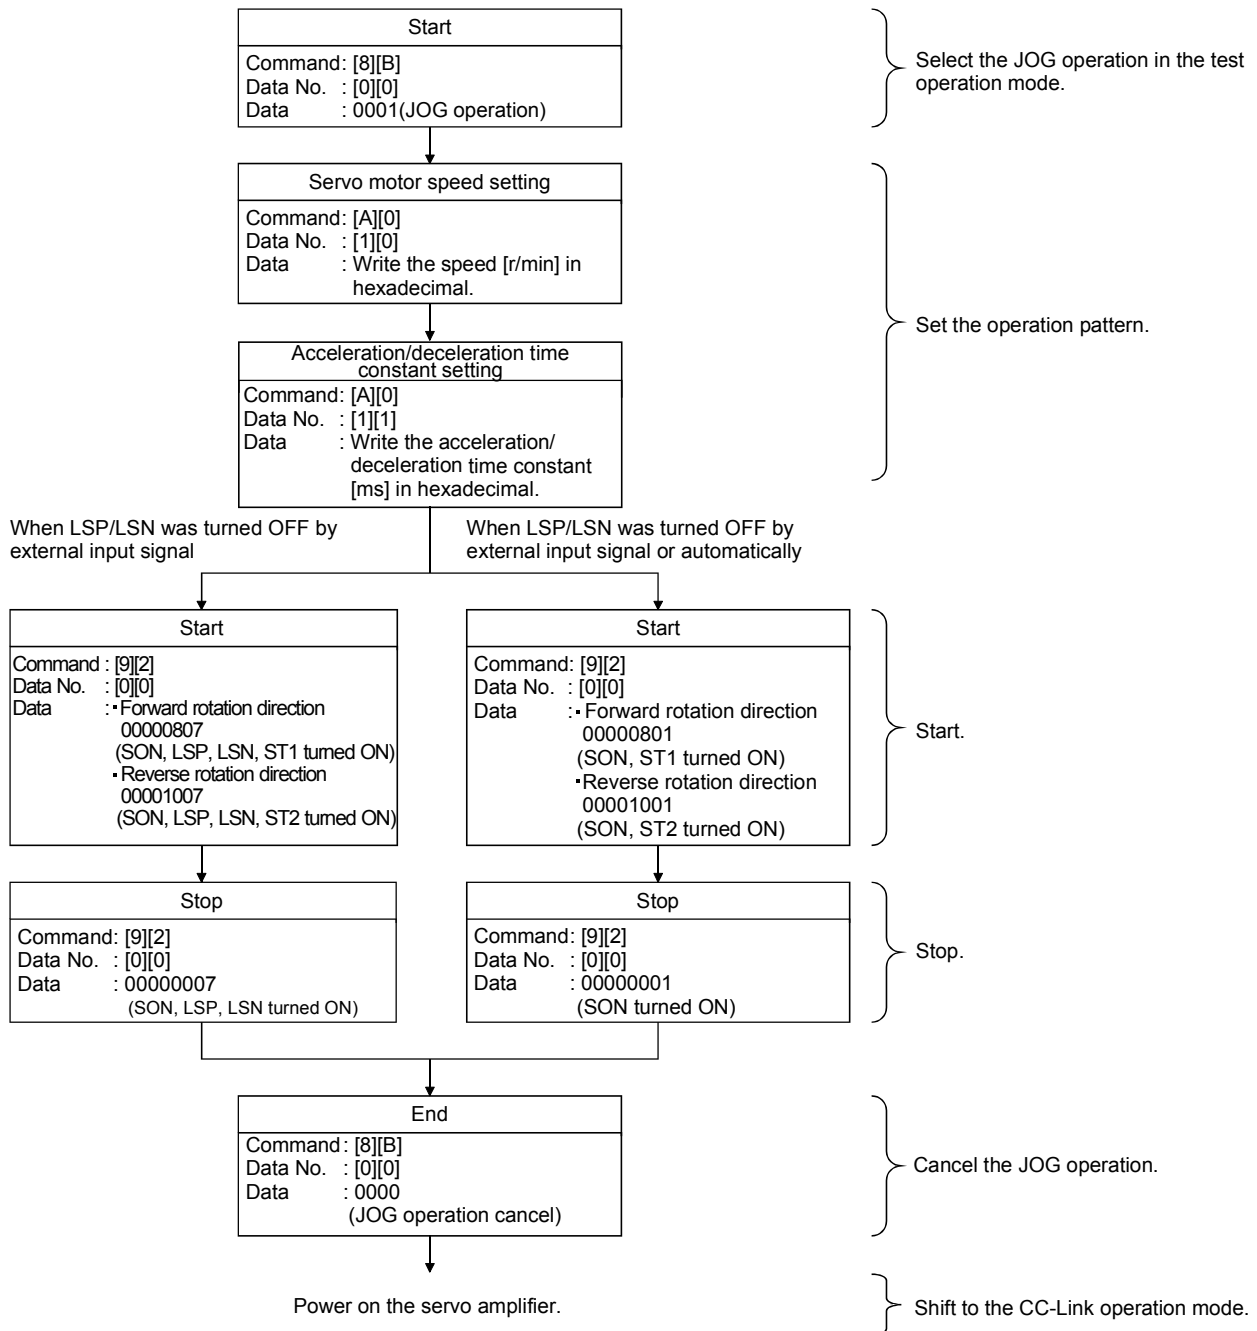 Start
Command: [8][B]
Data No. : [0][0]
Data : 0001(JOG operation)
Select the JOG operation in the test
operation mode.
Servo motor speed setting
Command: [A][0]
Data No. : [1][0]
Data : Write the speed [r/min] in
hexadecimal.
Acceleration/deceleration time
constant setting
Command: [A][0]
Data No. : [1][1]
Data : Write the acceleration/
deceleration time constant
[ms] in hexadecimal.
Set the operation pattern.
When LSP/LSN was turned OFF by
external input signal
When LSP/LSN was turned OFF by
external input signal or automatically
Start
Command : [9][2]
Data No. : [0][0]
Data : ▪Forward rotation direction
00000807
(SON, LSP, LSN, ST1 turned ON)
▪Reverse rotation direction
00001007
(SON, LSP, LSN, ST2 turned ON)
Start
Command: [9][2]
Data No. : [0][0]
Data : ▪Forward rotation direction
00000801
(SON, ST1 turned ON)
▪Reverse rotation direction
00001001
(SON, ST2 turned ON)
Start.
Stop
Command: [9][2]
Data No. : [0][0]
Data : 00000007
(SON, LSP, LSN turned ON)
Stop
Command: [9][2]
Data No. : [0][0]
Data : 00000001
(SON turned ON)
Stop.
End
Command: [8][B]
Data No. : [0][0]
Data : 0000
(JOG operation cancel)
Cancel the JOG operation.
Power on the servo amplifier.
Shift to the CC-Link operation mode.